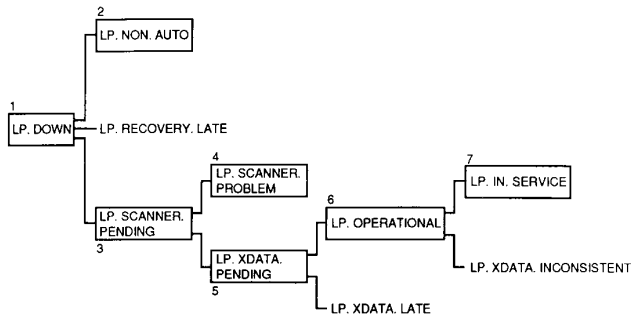 2
LP. NON. AUTO
1
LP. DOWN
LP. RECOVERY. LATE
4
LP. SCANNER.
PROBLEM
7
LP. IN. SERVICE
6
LP. SCANNER.
PENDING
3
LP. OPERATIONAL
LP. XDATA.
PENDING
5
LP. XDATA. INCONSISTENT
LP. XDATA. LATE